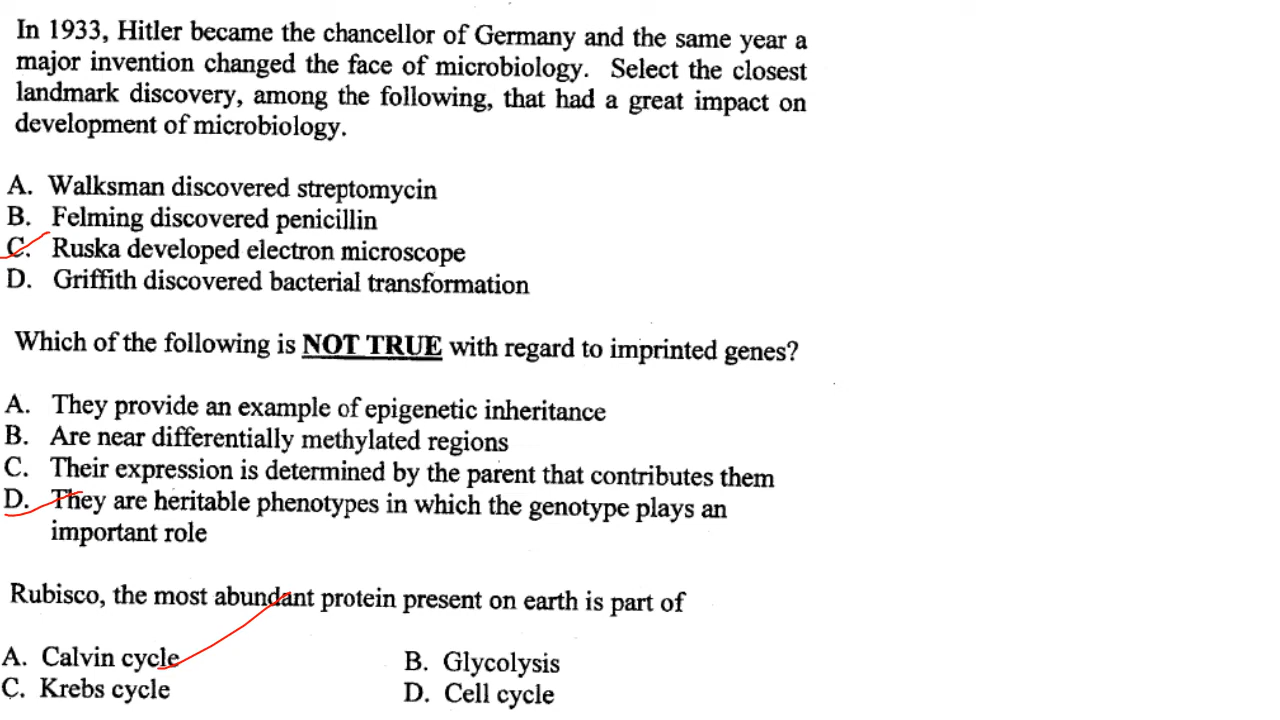 In 1933, Hitler became the chancellor of Germany and the same year a
major invention changed the face of microbiology. Select the closest
landmark discovery, among the following, that had a great impact on
development of microbiology.
A. Walksman discovered streptomycin
B. Felming discovered penicillin
C. Ruska developed electron microscope
D. Griffith discovered bacterial transformation
Which of the following is NOT TRUE with regard to imprinted genes?
A. They provide an example of epigenetic inheritance
B. Are near differentially methylated regions
C. Their expression is determined by the parent that contributes them
D. They are heritable phenotypes in which the genotype plays an
important role
Rubisco, the most abundant protein present on earth is part of
A. Calvin cycle B. Glycolysis
C. Krebs cycle D. Cell cycle